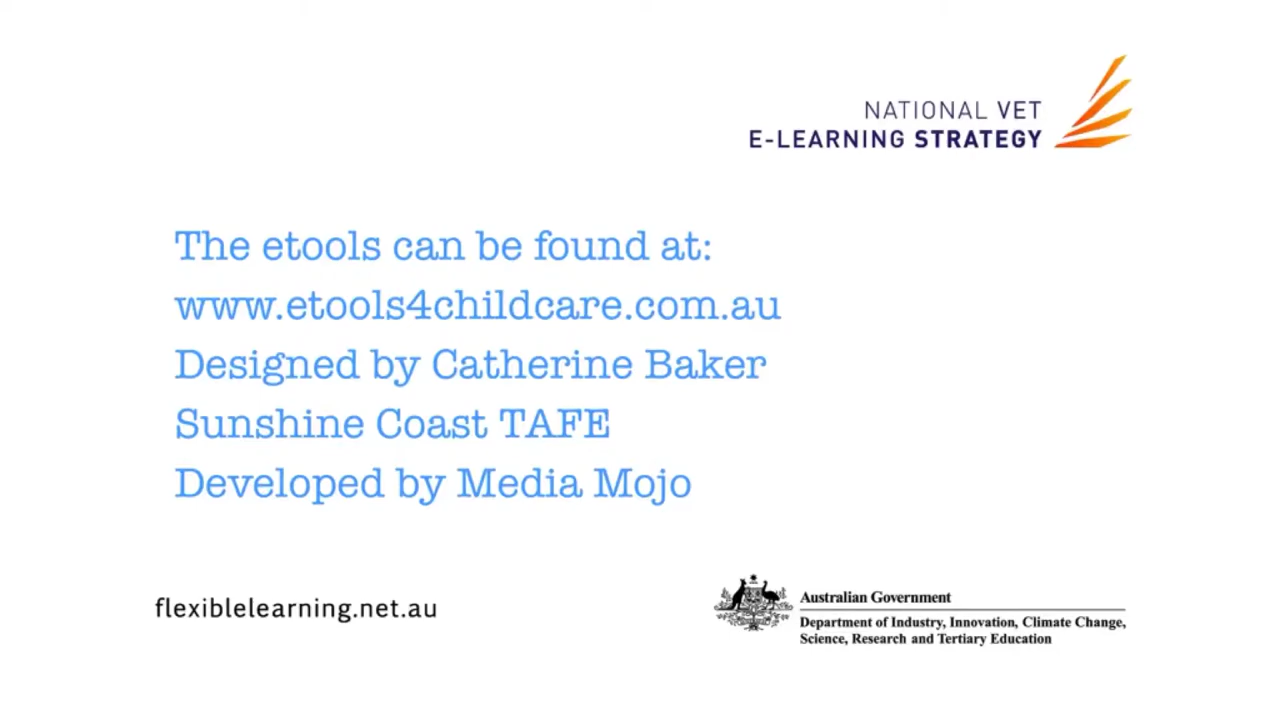 NATIONAL VET
E-LEARNING STRATEGY
The etools can be found at:
www.etools4childcare.com.au
Designed by Catherine Baker
Sunshine Coast TAFE
Developed by Media Mojo
flexiblelearning.net.au
Australian Government
Department of Industry, Innovation, Climate Change,
Science, Research and Tertiary Education